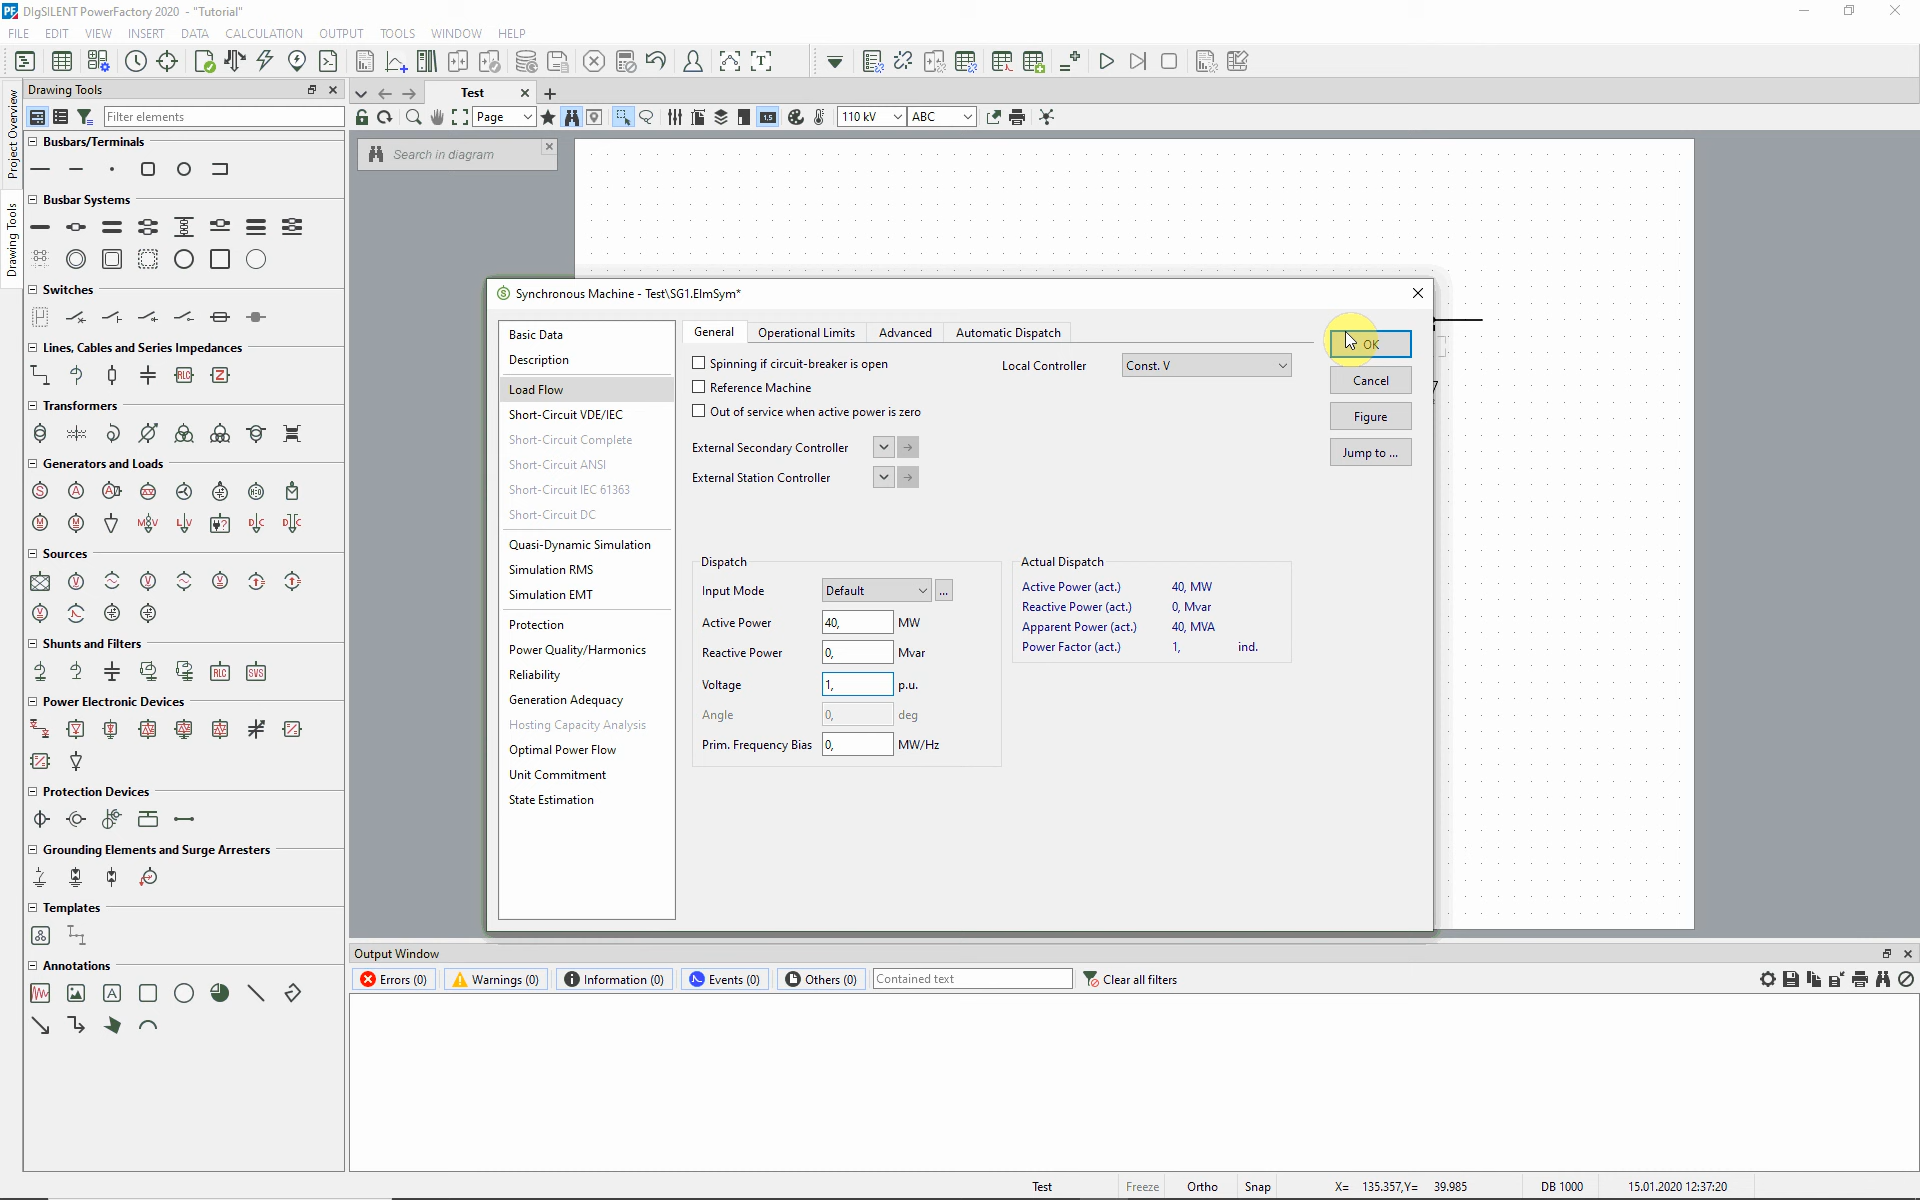 DIgSILENT PowerFactory 2020 - "Tutorial"
FILE EDIT VIEW INSERT DATA CALCULATION OUTPUT TOOLS WINDOW HELP
Project Overview
Drawing Tools
Drawing Tools
Filter elements
Busbars/Terminals
Busbar Systems
Switches
Lines, Cables and Series Impedances
Transformers
Generators and Loads
Sources
Shunts and Filters
Power Electronic Devices
Protection Devices
Grounding Elements and Surge Arresters
Templates
Annotations
Test
Page
110 kV
ABC
Search in diagram
Synchronous Machine - Test\SG1.ElmSym*
Basic Data
Description
Load Flow
Short-Circuit VDE/IEC
Short-Circuit Complete
Short-Circuit ANSI
Short-Circuit IEC 61363
Short-Circuit DC
Quasi-Dynamic Simulation
Simulation RMS
Simulation EMT
Protection
Power Quality/Harmonics
Reliability
Generation Adequacy
Hosting Capacity Analysis
Optimal Power Flow
Unit Commitment
State Estimation
General Operational Limits Advanced Automatic Dispatch
Spinning if circuit-breaker is open
Reference Machine
Out of service when active power is zero
Local Controller Const. V
External Secondary Controller
External Station Controller
Dispatch
Input Mode Default ...
Active Power 40, MW
Reactive Power 0, Mvar
Voltage 1, p.u.
Angle 0, deg
Prim. Frequency Bias 0, MW/Hz
Actual Dispatch
Active Power (act.) 40, MW
Reactive Power (act.) 0, Mvar
Apparent Power (act.) 40, MVA
Power Factor (act.) 1, ind.
OK
Cancel
Figure
Jump to ...
Output Window
Errors (0) Warnings (0) Information (0) Events (0) Others (0) Contained text Clear all filters
Test Freeze Ortho Snap X= 135.357,Y= 39.985 DB 1000 15.01.2020 12:37:20